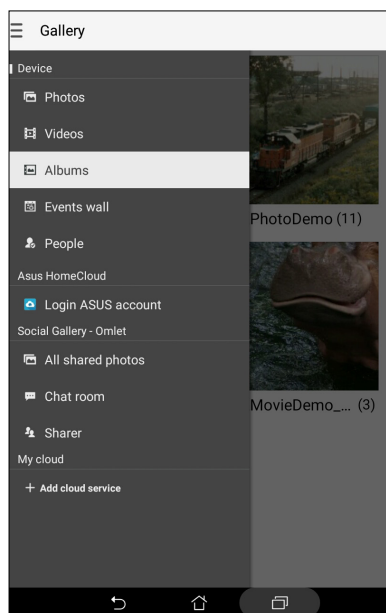 Gallery
Device
Photos
Videos
Albums
Events wall
People
Asus HomeCloud
Login ASUS account
Social Gallery - Omlet
All shared photos
Chat room
Sharer
My cloud
+ Add cloud service
PhotoDemo (11)
MovieDemo_... (3)